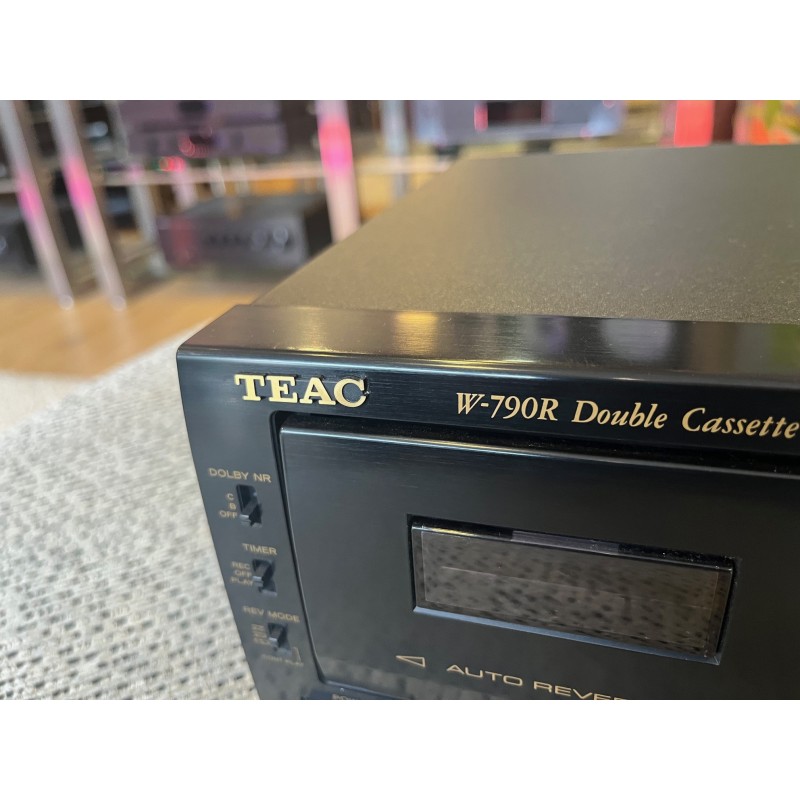 TEAC
W-790R Double Cassette
DOLBY NR
C
B
OFF
TIMER
REC
OFF
PLAY
REV MODE
AUTO REVE